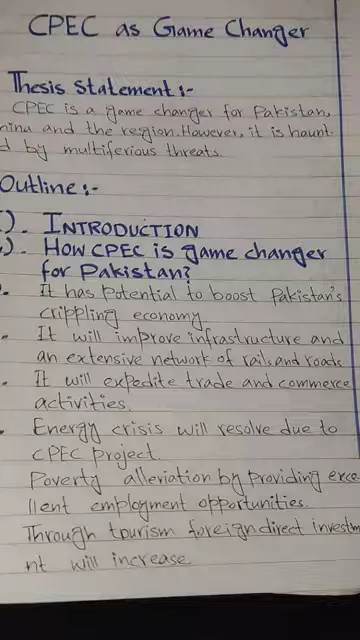 CPEC as Game Changer
Thesis Statement :-
CPEC is a game changer for Pakistan,
hina and the region. However, it is haunt
d by multiferious threats.
Outline :-
). INTRODUCTION
). HOW CPEC is game changer
for Pakistan?
It has potential to boost Pakistan's
crippling economy
It will improve infrastructure and
an extensive network of rails and roads
It will expedite trade and commerce
activities.
Energy crisis will resolve due to
CPEC project.
Poverty alleviation by providing exce
llent employment opportunities.
Through tourism foreign direct investm
nt will increase.